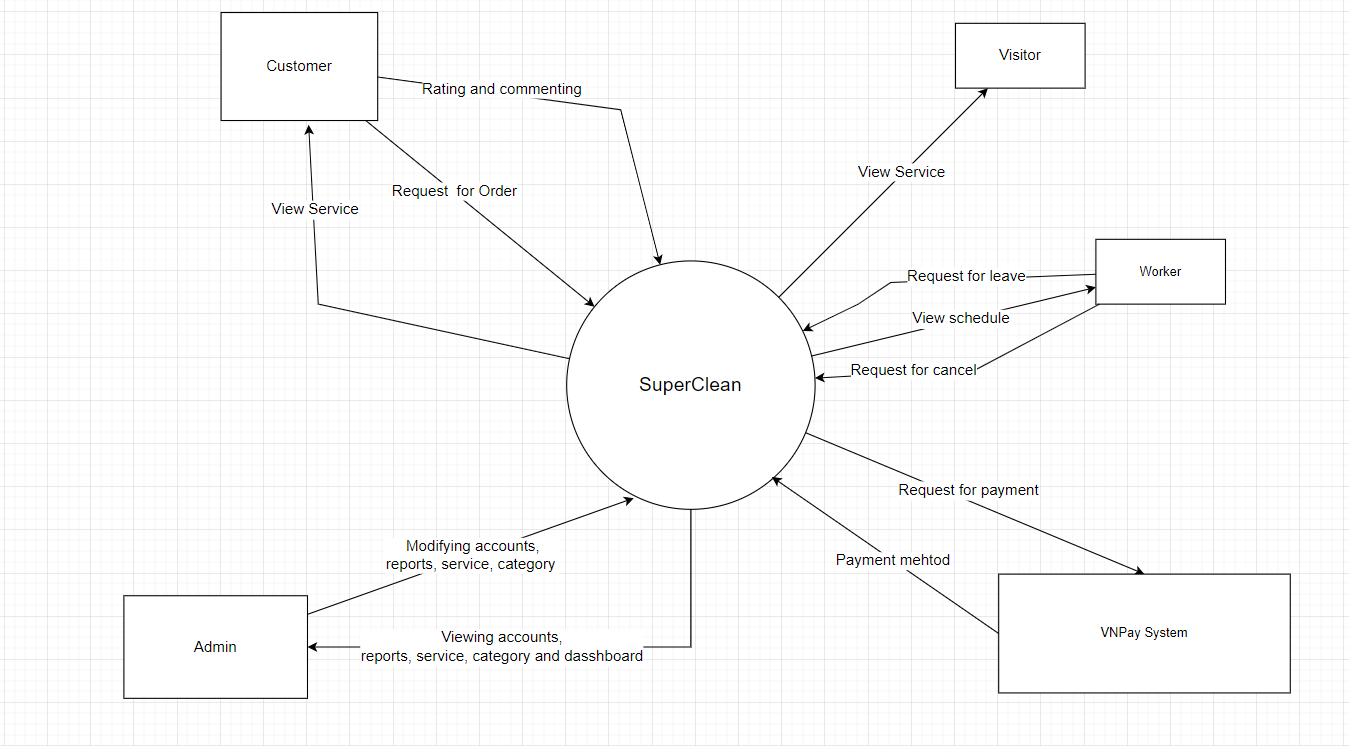 Customer
Visitor
Rating and commenting
View Service
Request  for Order
View Service
Worker
Request for leave
View schedule
Request for cancel
SuperClean
Request for payment
Modifying accounts,
reports, service, category
Payment mehtod
VNPay System
Admin
Viewing accounts,
reports, service, category and dasshboard